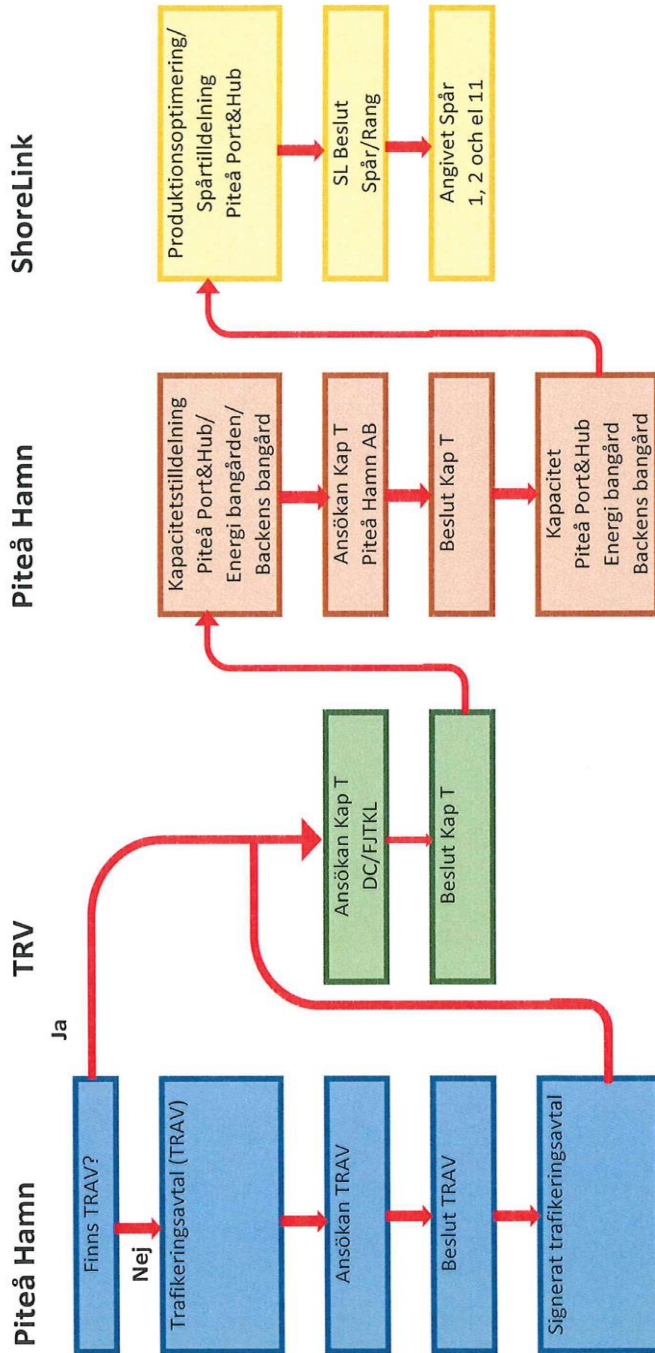 Piteå Hamn
Finns TRAV?
Ja
Nej
Trafikeringsavtal (TRAV)
Ansökan TRAV
Beslut TRAV
Signerat trafikeringsavtal
TRV
Ansökan Kap T
DC/FJTKL
Beslut Kap T
Piteå Hamn
Kapacitetstilldelning
Piteå Port&Hub/
Energi bangården/
Backens bangård
Ansökan Kap T
Piteå Hamn AB
Beslut Kap T
Kapacitet
Piteå Port&Hub
Energi bangård
Backens bangård
ShoreLink
Produktionsoptimering/
Spårtilldelning
Piteå Port&Hub
SL Beslut
Spår/Rang
Angivet Spår
1, 2 och el 11